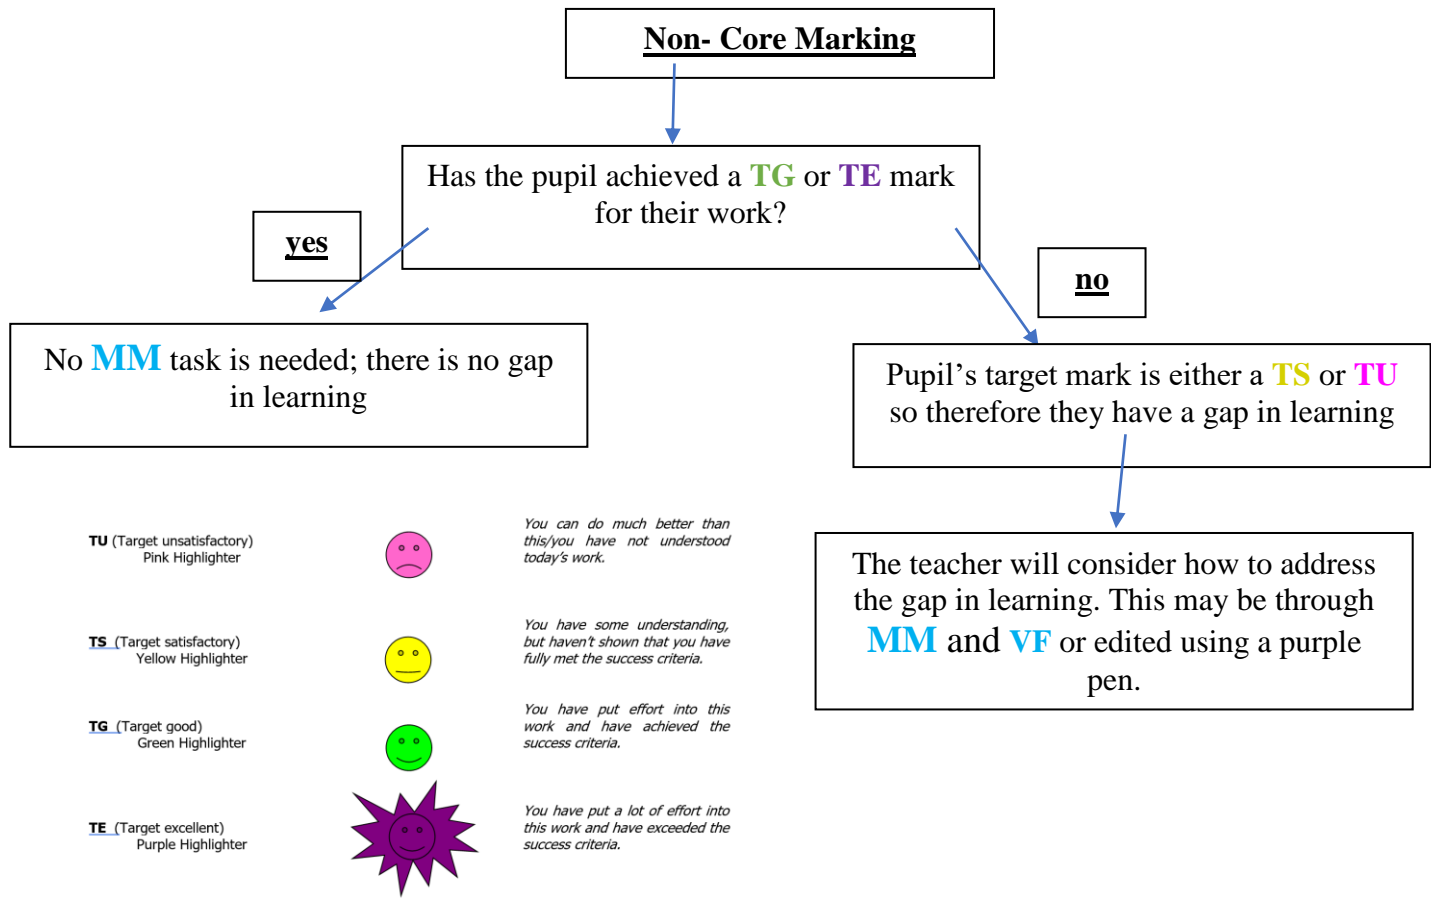 Non- Core Marking
Has the pupil achieved a TG or TE mark
for their work?
yes
no
No MM task is needed; there is no gap
in learning
Pupil's target mark is either a TS or TU
so therefore they have a gap in learning
The teacher will consider how to address
the gap in learning. This may be through
MM and VF or edited using a purple
pen.
TU (Target unsatisfactory)
Pink Highlighter
You can do much better than
this/you have not understood
today's work.
TS (Target satisfactory)
Yellow Highlighter
You have some understanding,
but haven't shown that you have
fully met the success criteria.
TG (Target good)
Green Highlighter
You have put effort into this
work and have achieved the
success criteria.
TE (Target excellent)
Purple Highlighter
You have put a lot of effort into
this work and have exceeded the
success criteria.